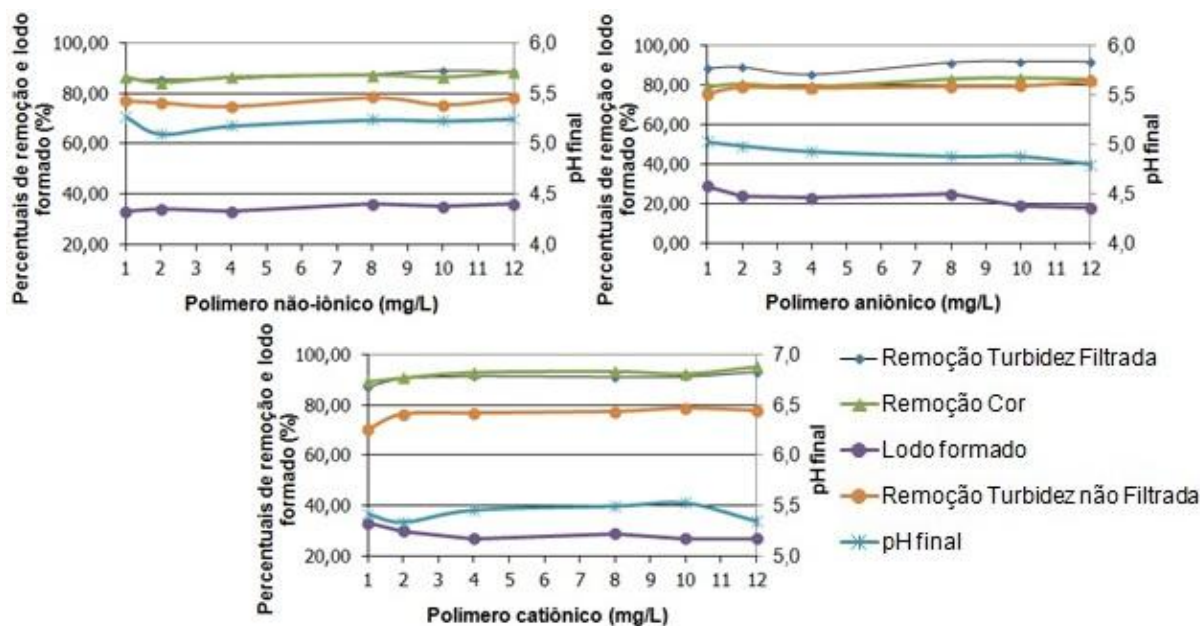 Percentuais de remoção e lodo
formado (%)
100,00
80,00
60,00
40,00
20,00
6,0
5,5
5,0
4,5
4,0
pH final
1 2 3 4 5 6 7 8 9 10 11 12
Polímero não-iônico (mg/L)
Percentuais de remoção e lodo
formado (%)
100,00
80,00
60,00
40,00
20,00
0,00
6,0
5,5
5,0
4,5
4,0
pH final
1 2 3 4 5 6 7 8 9 10 11 12
Polímero aniônico (mg/L)
Percentuais de remoção e lodo
formado (%)
100,00
80,00
60,00
40,00
20,00
7,0
6,5
6,0
5,5
5,0
pH final
1 2 3 4 5 6 7 8 9 10 11 12
Polímero catiônico (mg/L)
Remoção Turbidez Filtrada
Remoção Cor
Lodo formado
Remoção Turbidez não Filtrada
pH final